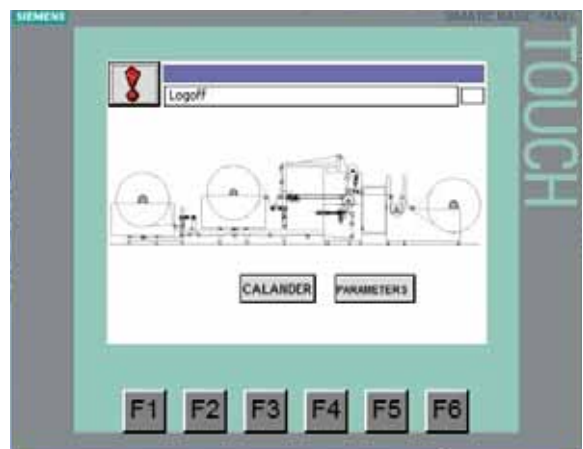 SIEMENS
SIMATIC BASIC PANEL
TOUCH
Logoff
CALANDER
PARAMETERS
F1 F2 F3 F4 F5 F6